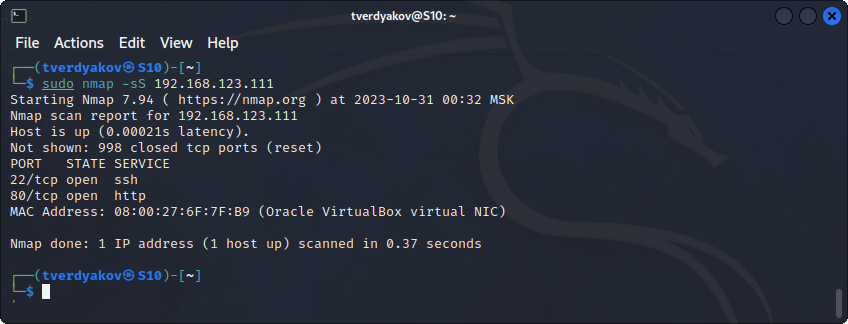 tverdyakov@S10: ~
File Actions Edit View Help
┌──(tverdyakov㉿S10)-[~]
└─$ sudo nmap -sS 192.168.123.111
Starting Nmap 7.94 ( https://nmap.org ) at 2023-10-31 00:32 MSK
Nmap scan report for 192.168.123.111
Host is up (0.00021s latency).
Not shown: 998 closed tcp ports (reset)
PORT   STATE SERVICE
22/tcp open  ssh
80/tcp open  http
MAC Address: 08:00:27:6F:7F:B9 (Oracle VirtualBox virtual NIC)
Nmap done: 1 IP address (1 host up) scanned in 0.37 seconds
┌──(tverdyakov㉿S10)-[~]
└─$